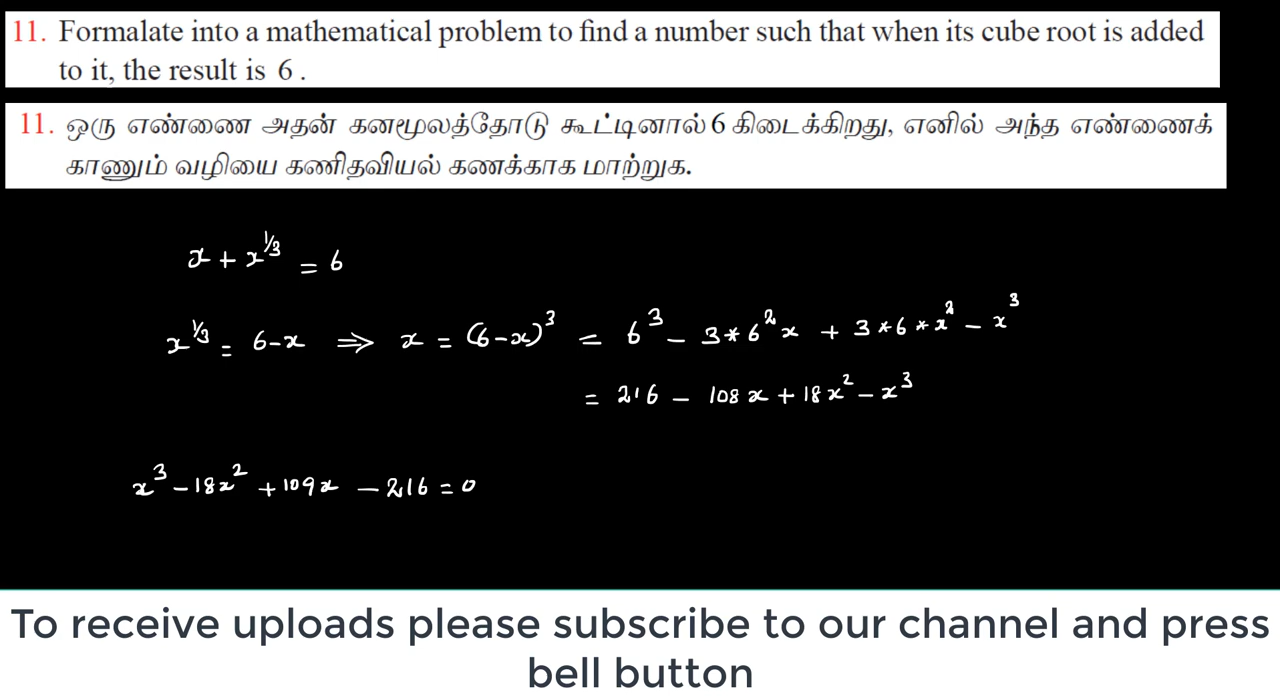 11. Formalate into a mathematical problem to find a number such that when its cube root is added
to it, the result is 6 .
11. ஒரு எண்ணை அதன் கனமூலத்தோடு கூட்டினால் 6 கிடைக்கிறது, எனில் அந்த எண்ணைக்
காணும் வழியை கணிதவியல் கணக்காக மாற்றுக.
x + x^{1/3} = 6
x^{1/3} = 6-x ⇒ x = (6-x)^3 = 6^3 - 3*6^2x + 3*6*x^2 - x^3
= 216 - 108x + 18x^2 - x^3
x^3 - 18x^2 + 109x - 216 = 0
To receive uploads please subscribe to our channel and press
bell button